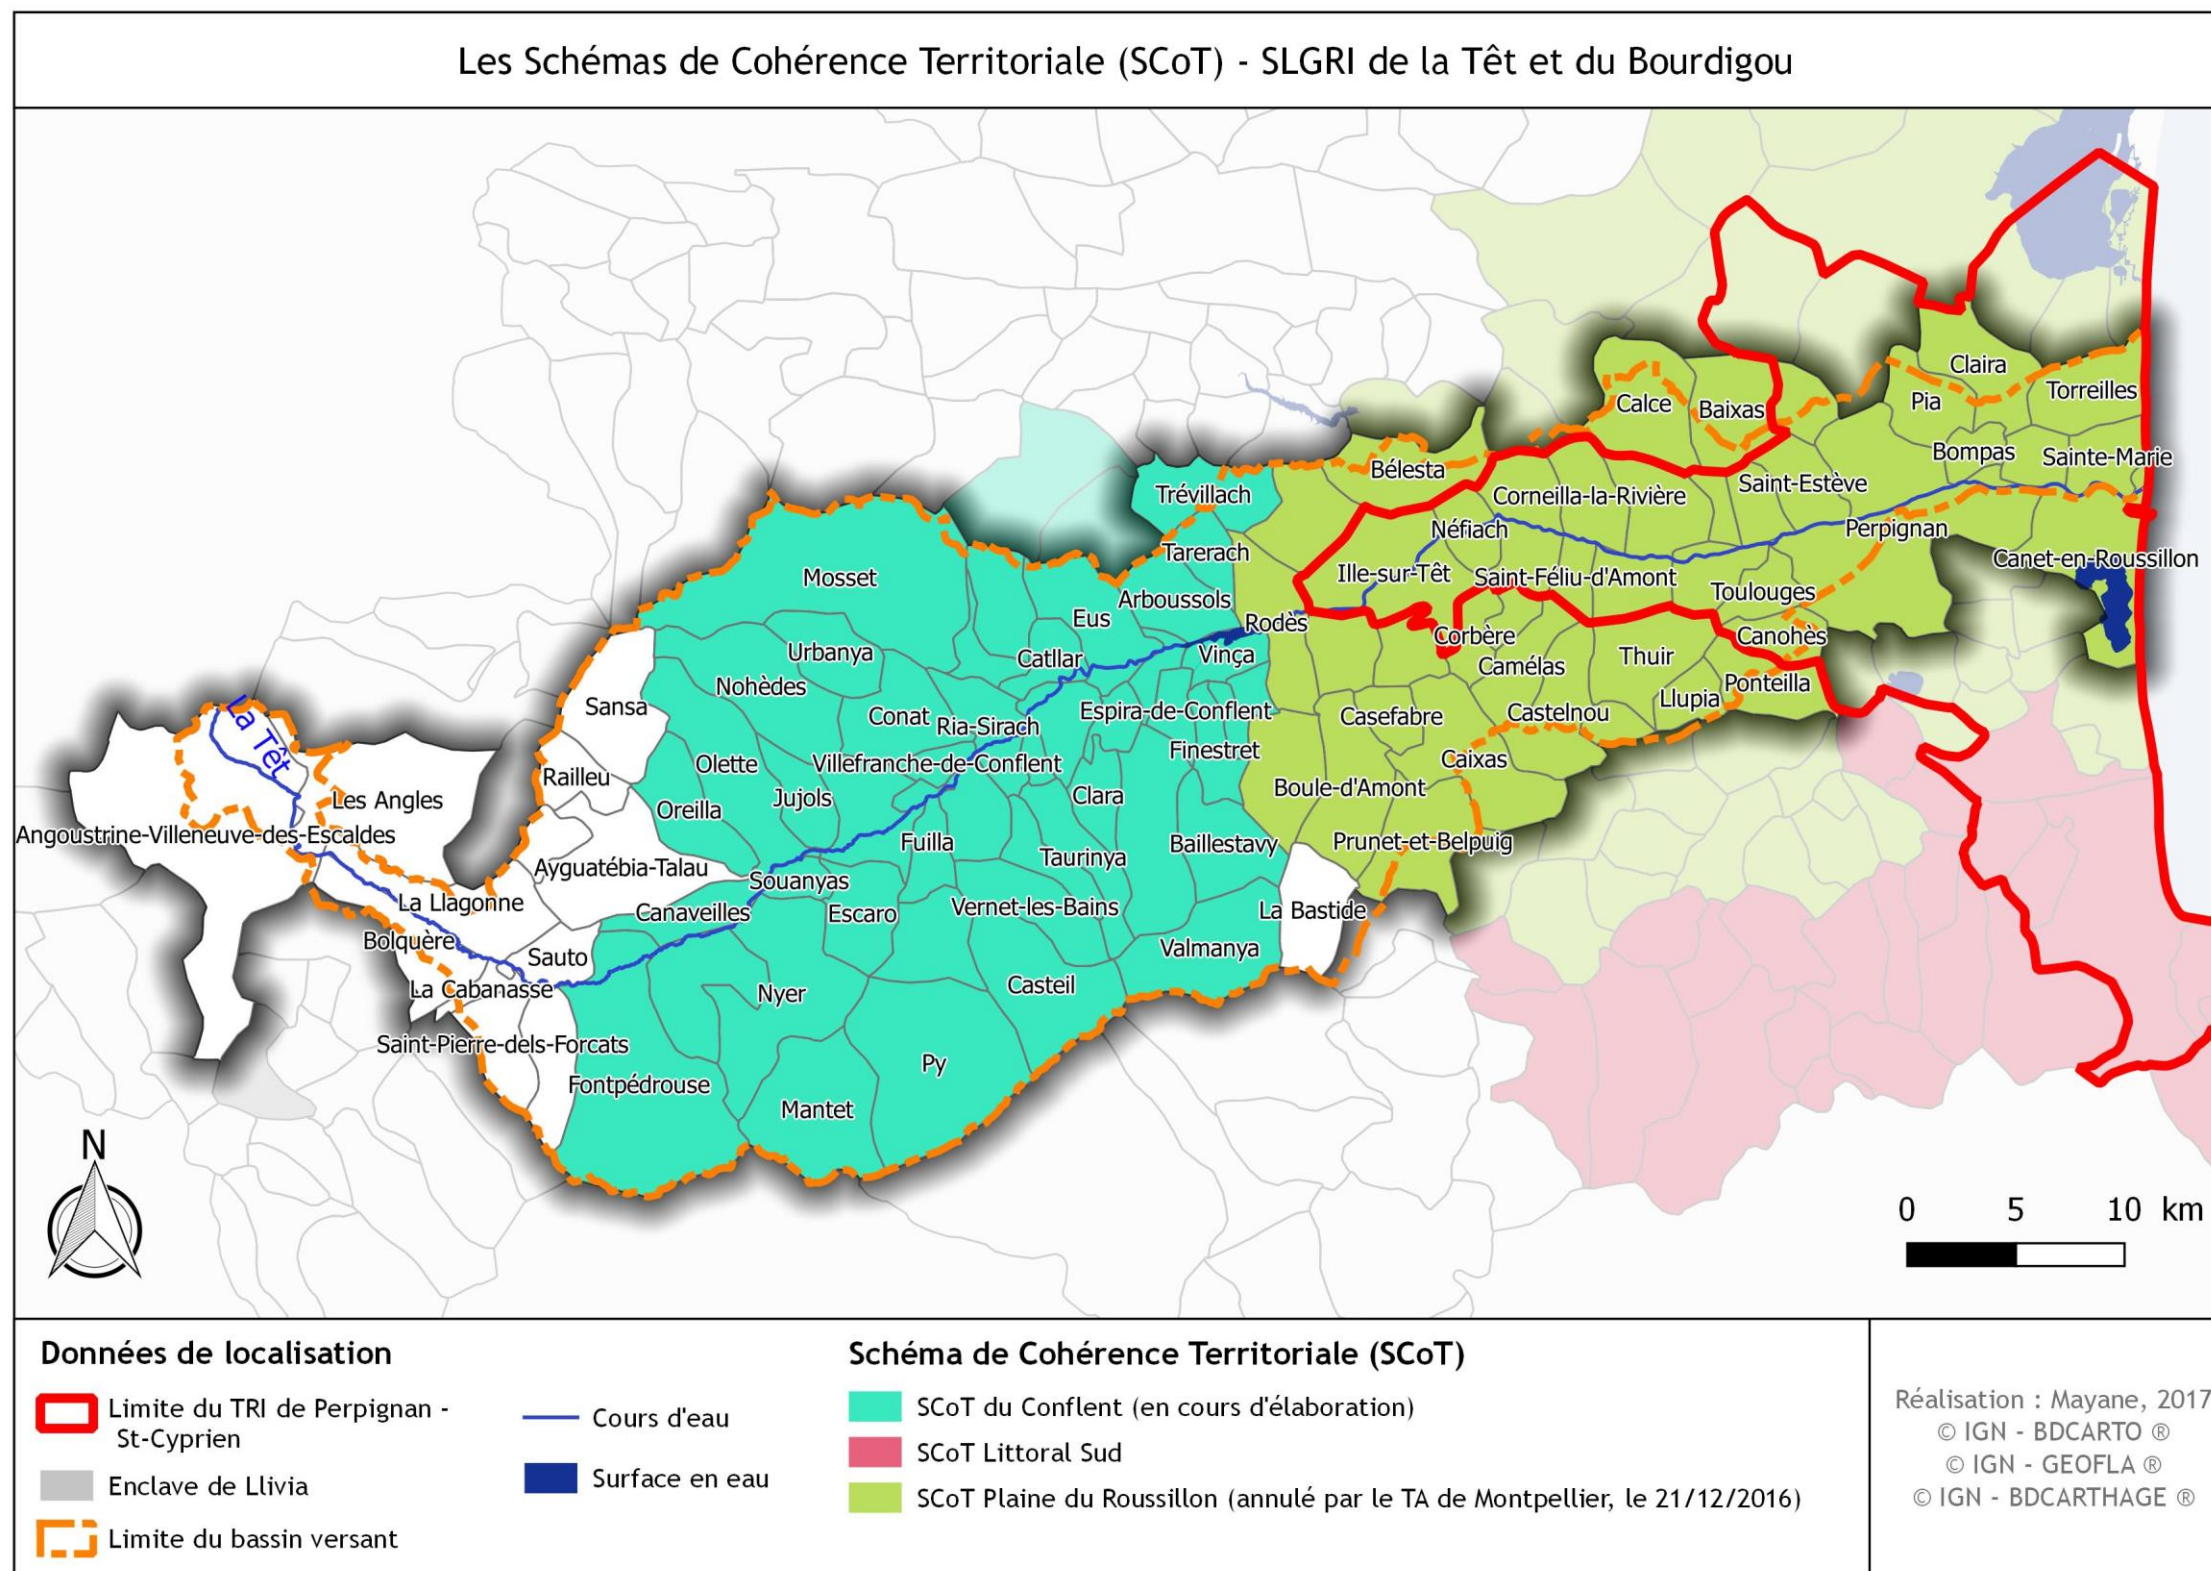 Les Schémas de Cohérence Territoriale (SCoT) - SLGRI de la Têt et du Bourdigou
Claira
Torreilles
Calce
Baixas
Pia
Bompas
Sainte-Marie
Bélesta
Trévillach
Corneilla-la-Rivière
Saint-Estève
Néfiach
Perpignan
Tarerach
Canet-en-Roussillon
Mosset
Ille-sur-Têt
Saint-Féliu-d'Amont
Toulouges
Arboussols
Eus
Rodès
Corbère
Canohès
Urbanya
Catllar
Vinça
Camélas
Thuir
Nohèdes
Ponteilla
Llupia
Sansa
Conat
Ria-Sirach
Espira-de-Conflent
Casefabre
Castelnou
La Têt
Finestret
Caixas
Olette
Villefranche-de-Conflent
Railleu
Les Angles
Jujols
Clara
Boule-d'Amont
Oreilla
Angoustrine-Villeneuve-des-Escaldes
Fuilla
Taurinya
Baillestavy
Prunet-et-Belpuig
Ayguatébia-Talau
Souanyas
La Llagonne
Canaveilles
Escaro
Vernet-les-Bains
La Bastide
Bolquère
Sauto
Valmanya
La Cabanasse
Nyer
Casteil
Saint-Pierre-dels-Forcats
Py
Fontpédrouse
Mantet
N
0 5 10 km
Données de localisation
Limite du TRI de Perpignan -
St-Cyprien
Enclave de Llivia
Limite du bassin versant
Cours d'eau
Surface en eau
Schéma de Cohérence Territoriale (SCoT)
SCoT du Conflent (en cours d'élaboration)
SCoT Littoral Sud
SCoT Plaine du Roussillon (annulé par le TA de Montpellier, le 21/12/2016)
Réalisation : Mayane, 2017
© IGN - BDCARTO ®
© IGN - GEOFLA ®
© IGN - BDCARTHAGE ®